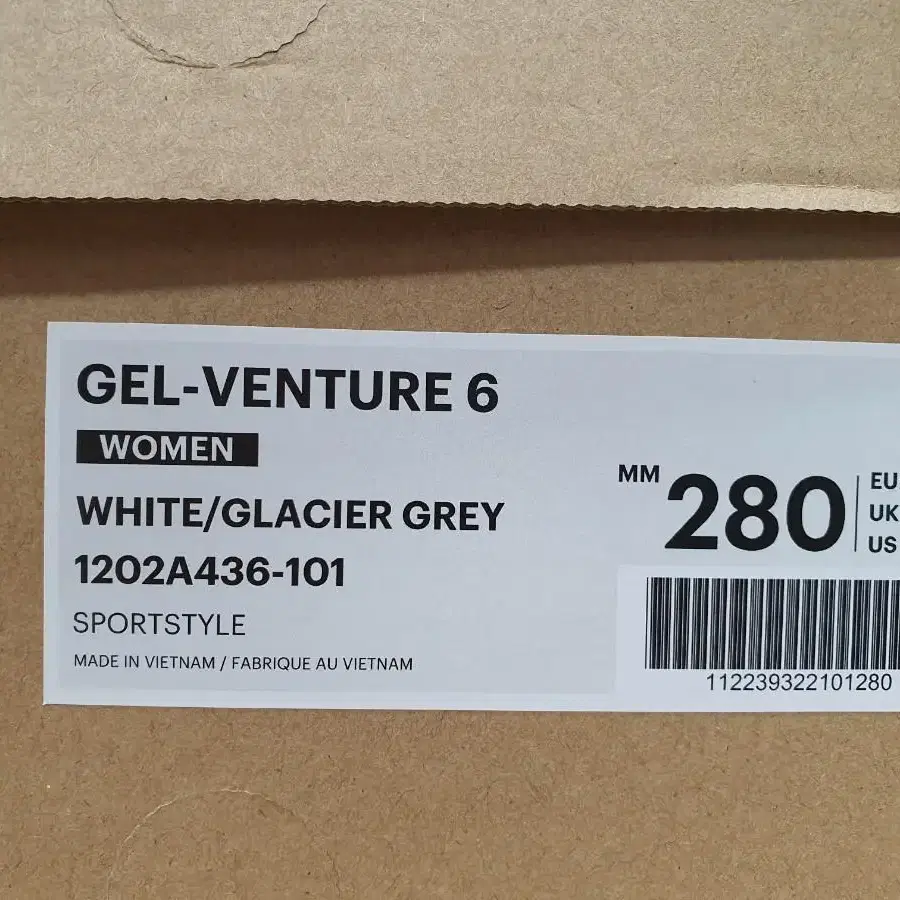 GEL-VENTURE 6
WOMEN
WHITE/GLACIER GREY
1202A436-101
SPORTSTYLE
MADE IN VIETNAM / FABRIQUE AU VIETNAM
MM 280
EU
UK
US
112239322101280